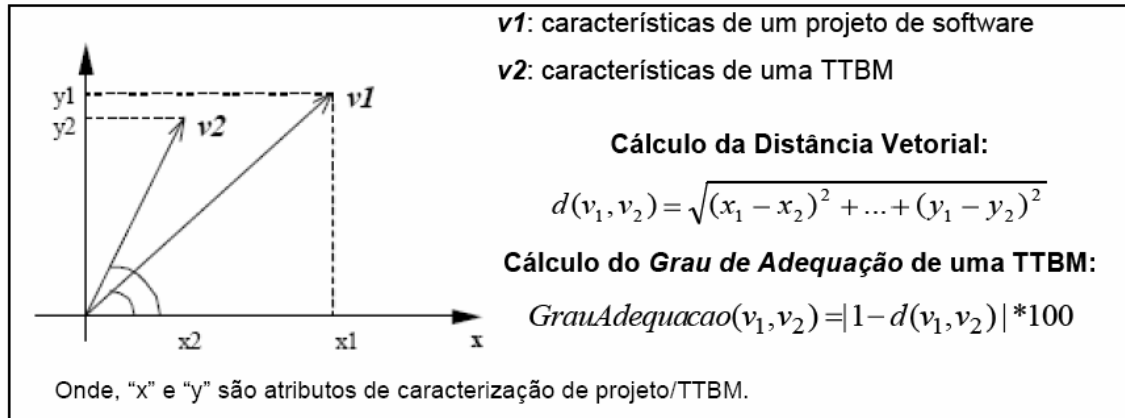 v1: características de um projeto de software
v2: características de uma TTBM
y1
v1
y2
v2
Cálculo da Distância Vetorial:
d(v₁,v₂) = √(x₁ − x₂)² + ... + (y₁ − y₂)²
Cálculo do Grau de Adequação de uma TTBM:
GrauAdequacao(v₁,v₂) =| 1 − d(v₁,v₂) | *100
x2
x1
x
Onde, “x” e “y” são atributos de caracterização de projeto/TTBM.